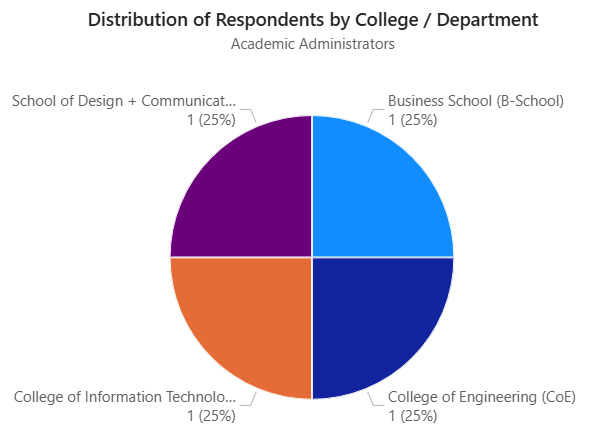 Distribution of Respondents by College / Department
Academic Administrators
School of Design + Communicat...
1 (25%)
Business School (B-School)
1 (25%)
College of Information Technolo...
1 (25%)
College of Engineering (CoE)
1 (25%)